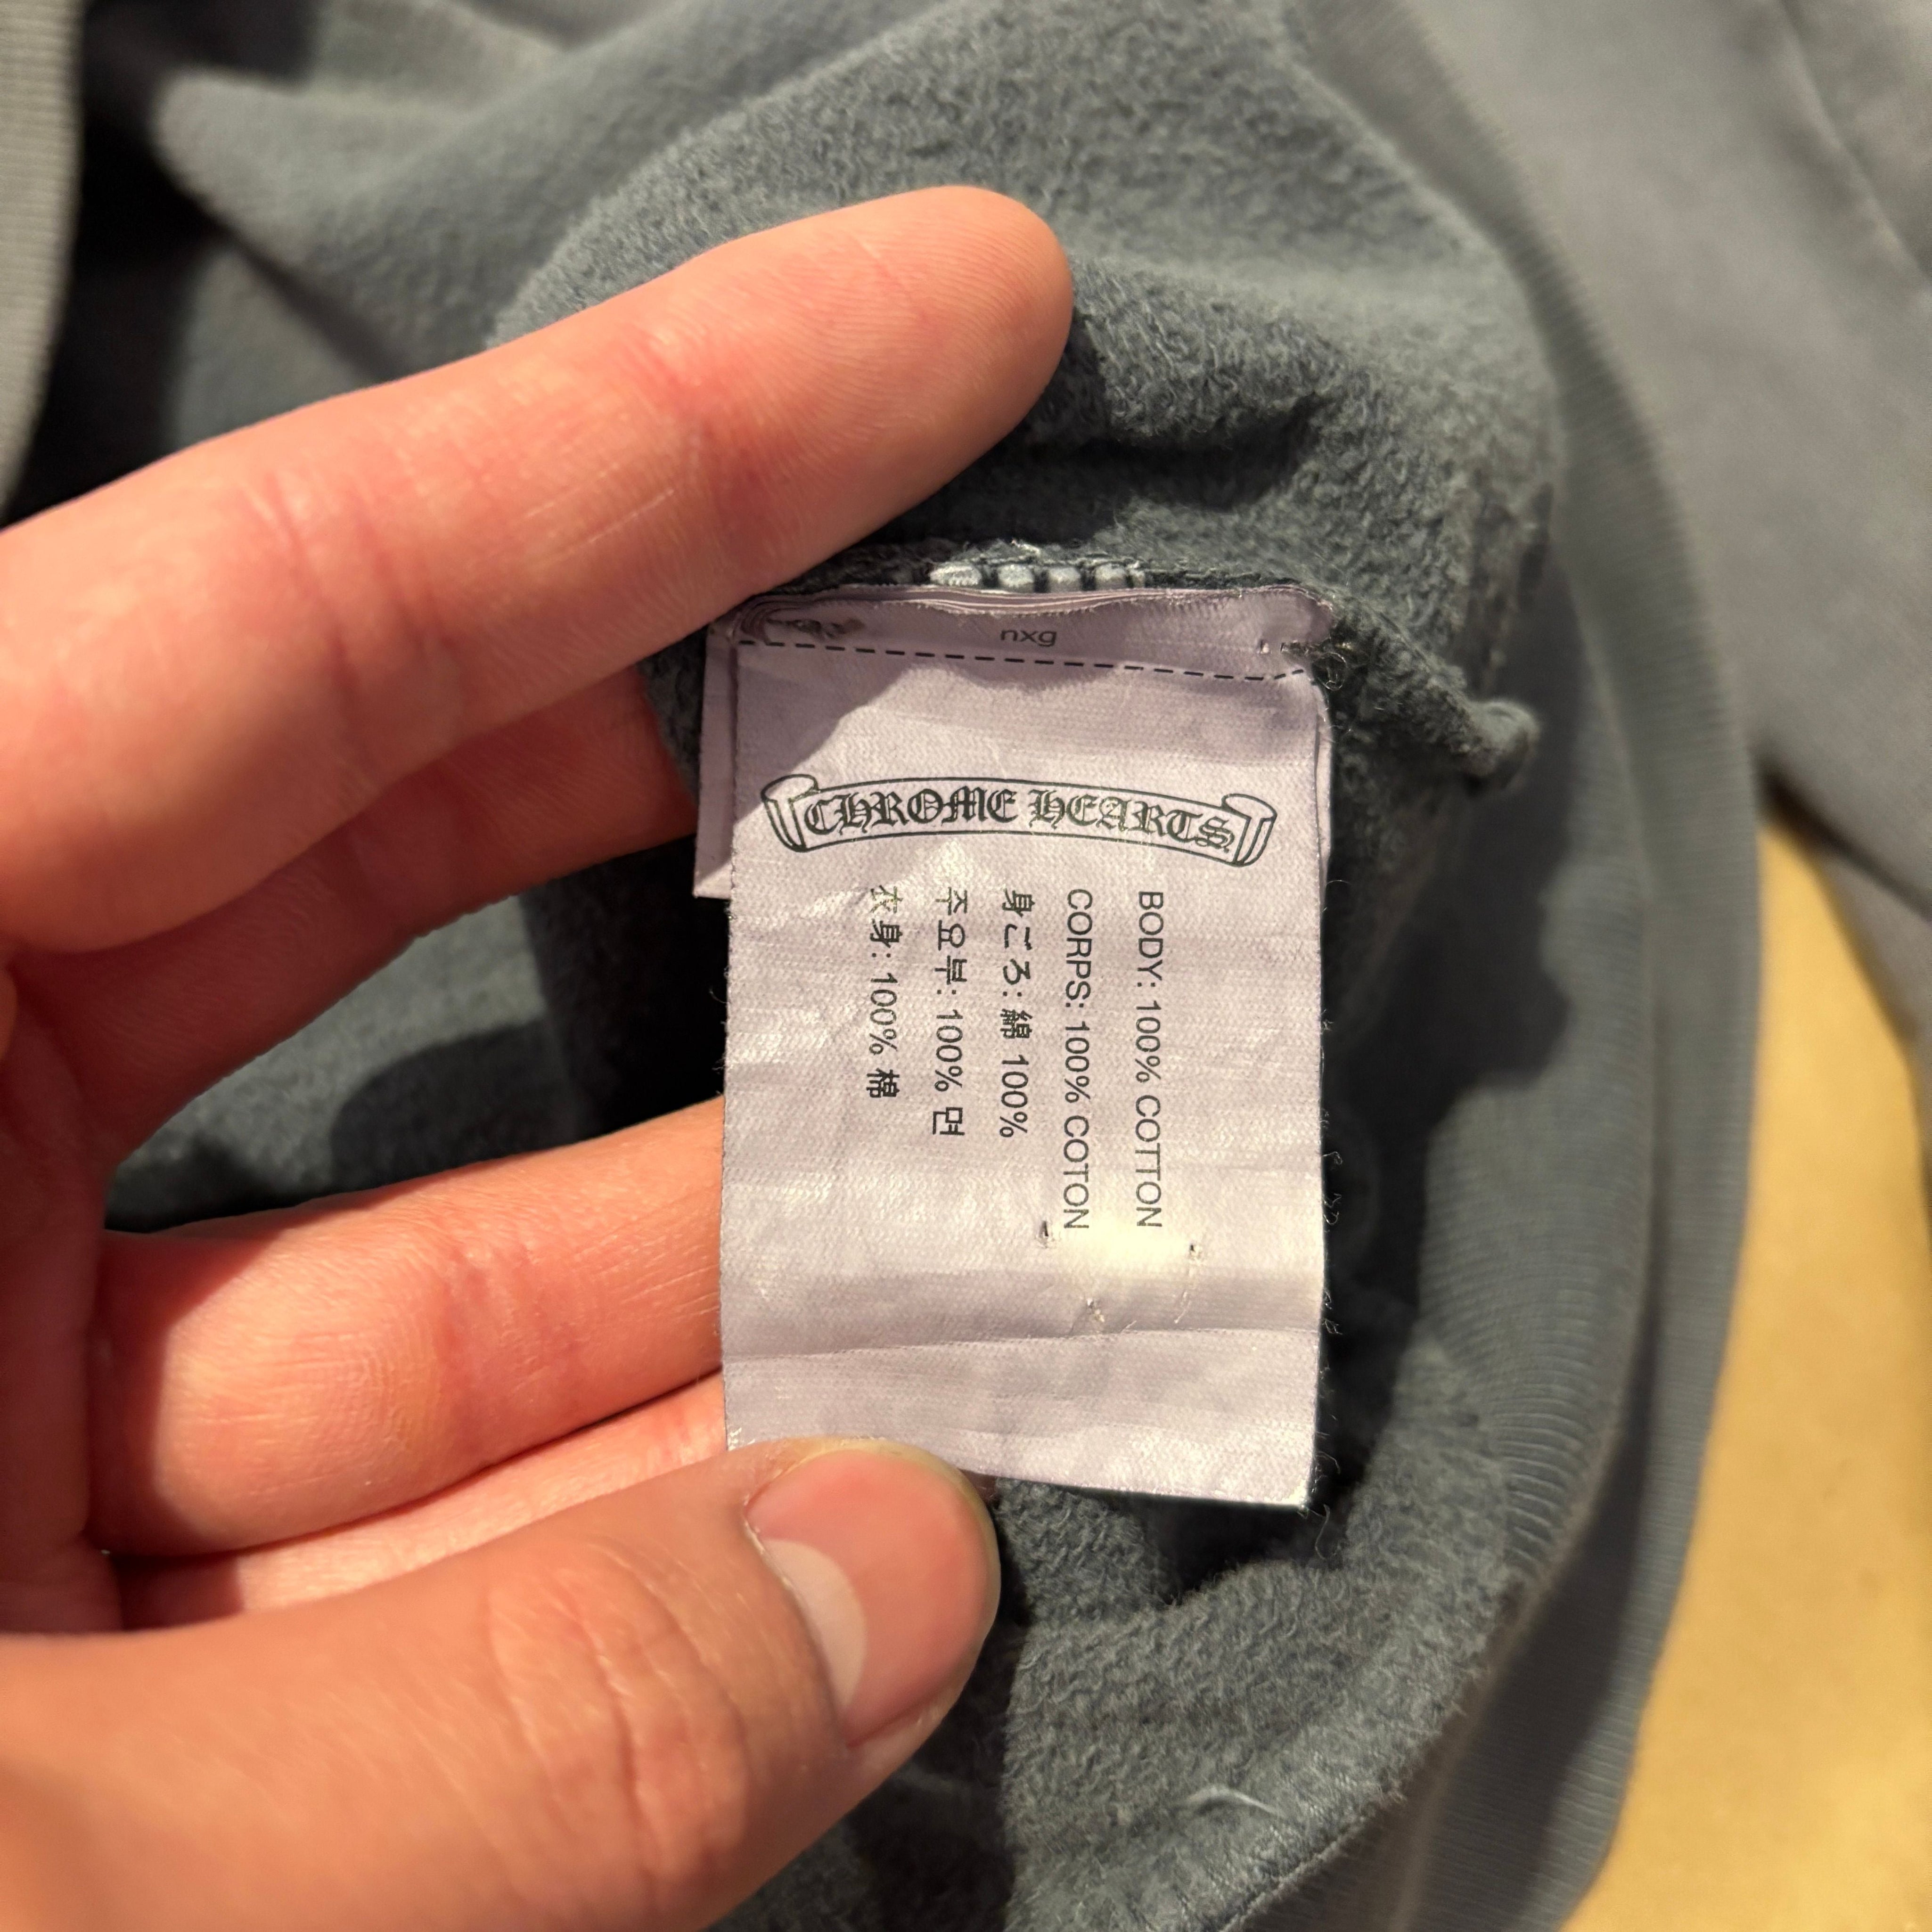 nxg
CHROME HEARTS
BODY: 100% COTTON
CORPS: 100% COTON
身ごろ: 綿 100%
주요부: 100% 면
衣身: 100% 棉